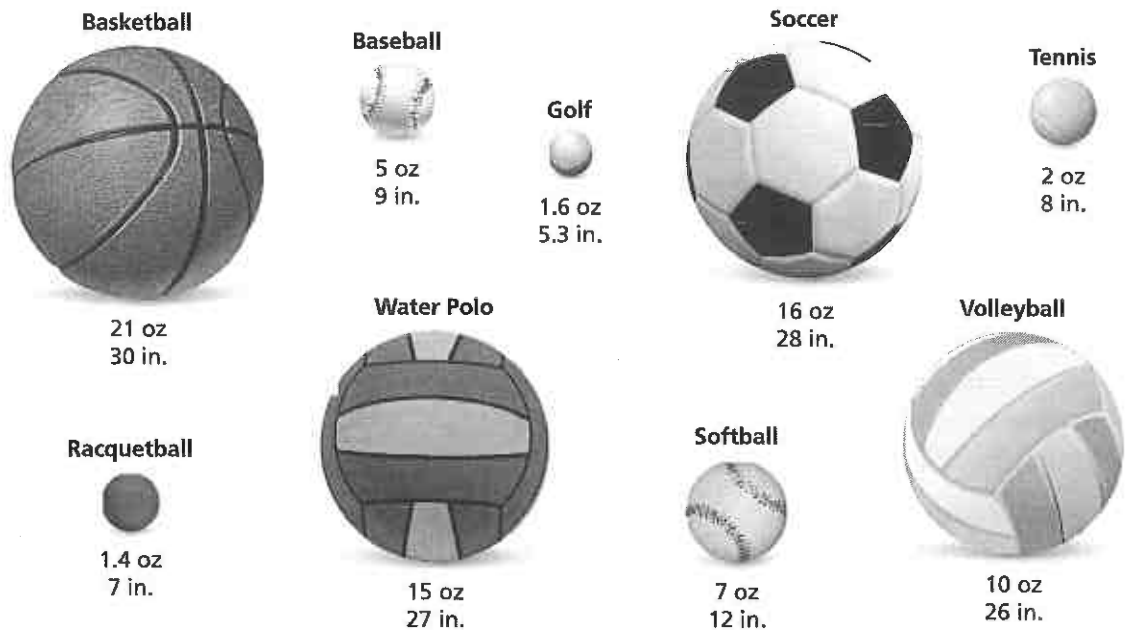 Basketball
21 oz
30 in.
Baseball
5 oz
9 in.
Golf
1.6 oz
5.3 in.
Soccer
16 oz
28 in.
Tennis
2 oz
8 in.
Racquetball
1.4 oz
7 in.
Water Polo
15 oz
27 in.
Softball
7 oz
12 in.
Volleyball
10 oz
26 in.